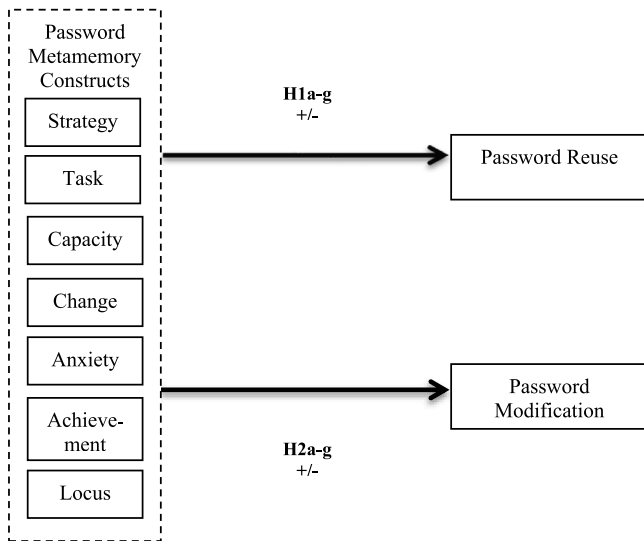 Password
Metamemory
Constructs
Strategy
Task
Capacity
Change
Anxiety
Achieve-
ment
Locus
H1a-g
+/-
Password Reuse
Password
Modification
H2a-g
+/-